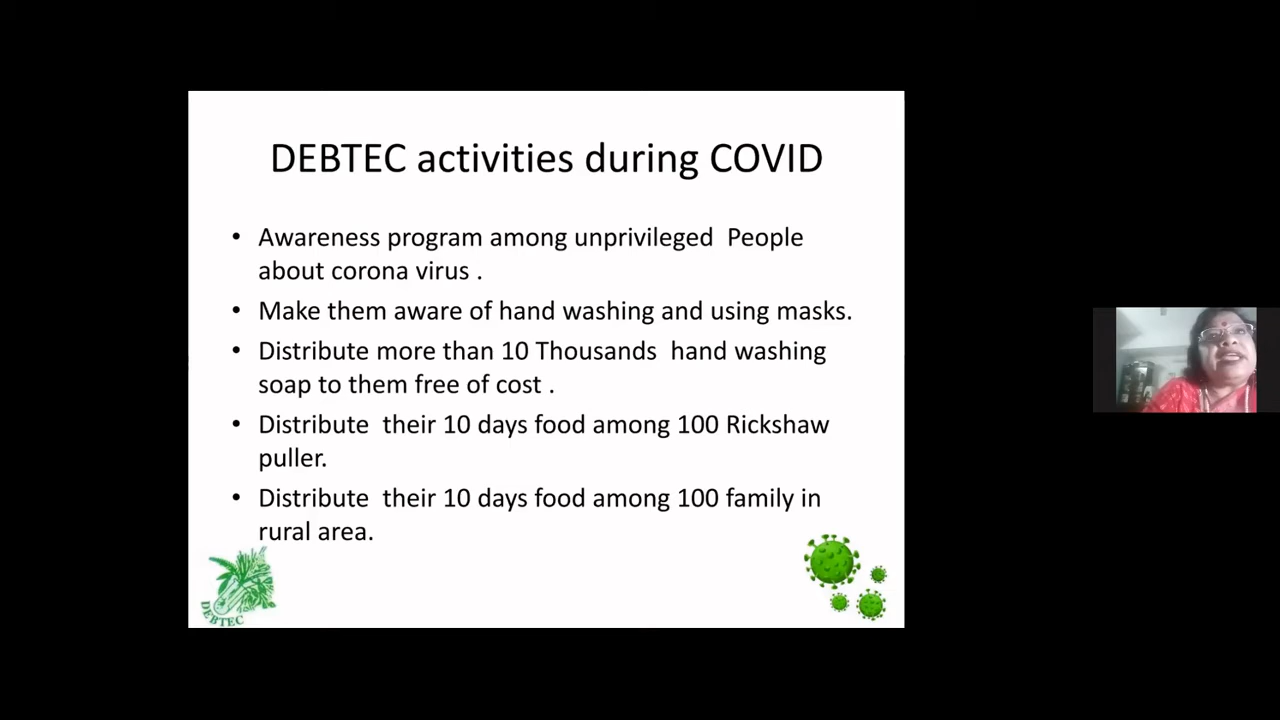 DEBTEC activities during COVID
• Awareness program among unprivileged  People
about corona virus .
• Make them aware of hand washing and using masks.
• Distribute more than 10 Thousands  hand washing
soap to them free of cost .
• Distribute  their 10 days food among 100 Rickshaw
puller.
• Distribute  their 10 days food among 100 family in
rural area.
DEBTEC